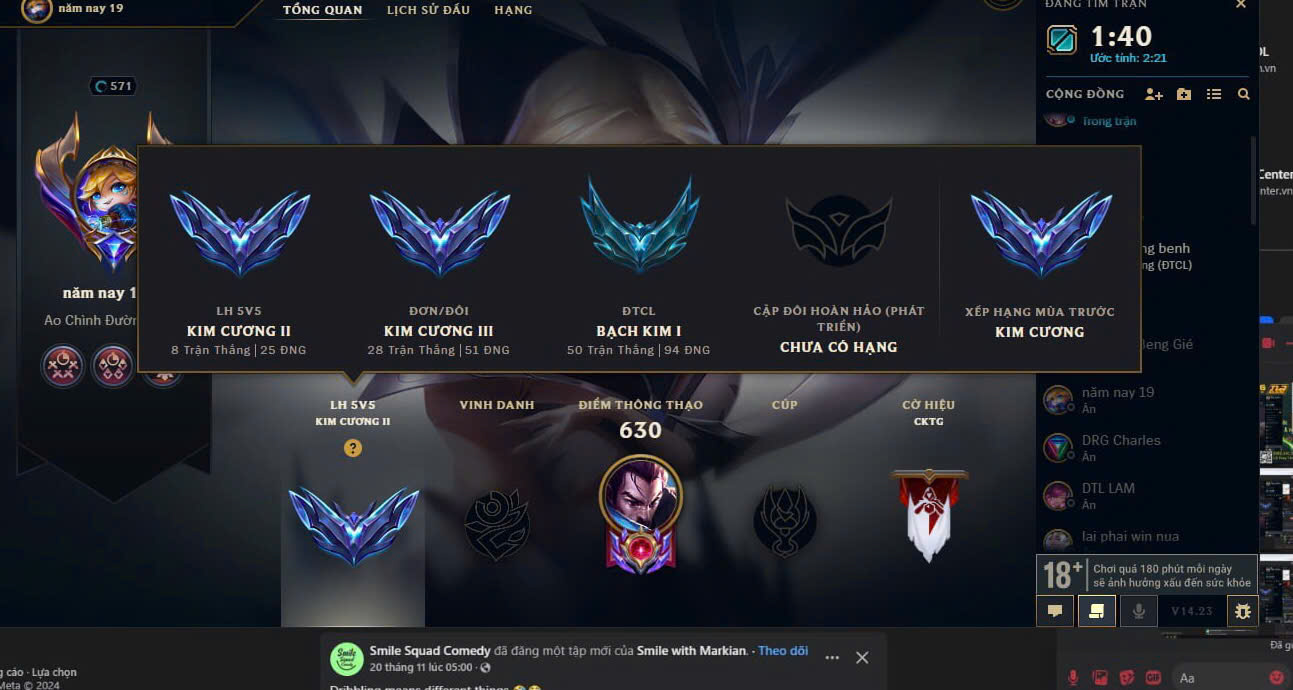 năm nay 19
TỔNG QUAN
LỊCH SỬ ĐẤU
HẠNG
571
năm nay 1
Ao Chình Đườn
LH 5V5
KIM CƯƠNG II
8 Trận Thắng | 25 ĐNG
ĐƠN/ĐÔI
KIM CƯƠNG III
28 Trận Thắng | 51 ĐNG
ĐTCL
BẠCH KIM I
50 Trận Thắng | 94 ĐNG
CẶP ĐÔI HOÀN HẢO (PHÁT
TRIỂN)
CHƯA CÓ HẠNG
XẾP HẠNG MÙA TRƯỚC
KIM CƯƠNG
LH 5V5
KIM CƯƠNG II
?
VINH DANH
ĐIỂM THÔNG THẠO
630
CÚP
CỜ HIỆU
CKTG
ĐANG TÌM TRẬN
1:40
Ước tính: 2:21
CỘNG ĐỒNG
Trong trận
ng benh
ng (ĐTCL)
Beng Gié
năm nay 19
Ẩn
DRG Charles
Ẩn
DTL LAM
Ẩn
lai phai win nua
18+
Chơi quá 180 phút mỗi ngày
sẽ ảnh hưởng xấu đến sức khỏe
V14.23
ĐL
n.vn
Center
nter.vn
Đã gử
g cáo · Lựa chọn
Meta © 2024
Smile Squad Comedy đã đăng một tập mới của Smile with Markian. · Theo dõi
20 tháng 11 lúc 05:00 ·
Dribbling means different things
GIF
Aa